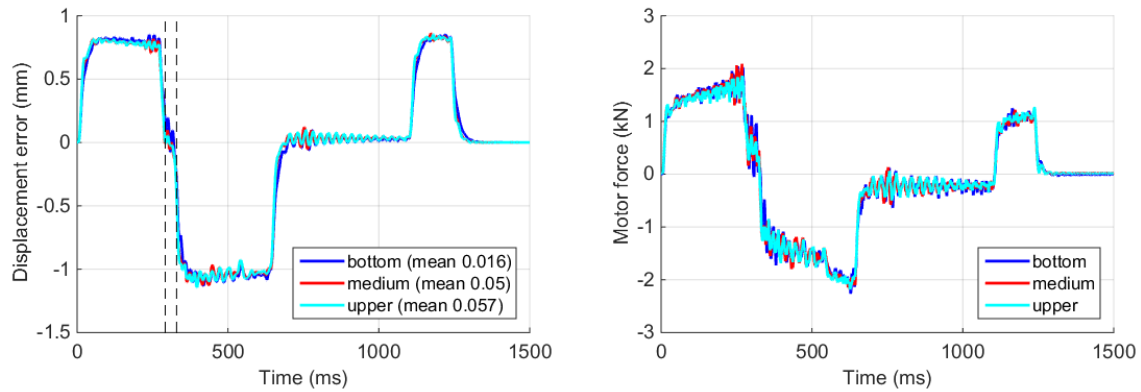 1
0.5
0
-0.5
-1
-1.5
Displacement error (mm)
0
500
1000
1500
Time (ms)
bottom (mean 0.016)
medium (mean 0.05)
upper (mean 0.057)
3
2
1
0
-1
-2
-3
Motor force (kN)
0
500
1000
1500
Time (ms)
bottom
medium
upper